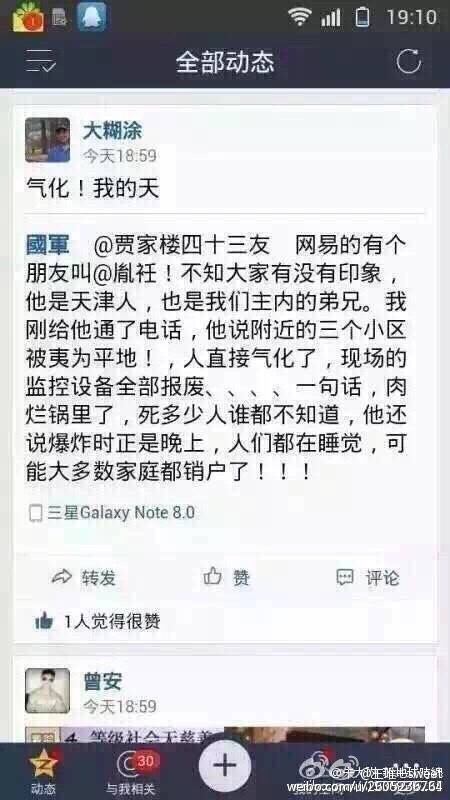 19:10
全部动态
大糊涂
今天18:59
气化！我的天
國軍 @贾家楼四十三友 网易的有个
朋友叫@胤衽！不知大家有没有印象，
他是天津人，也是我们主内的弟兄。我
刚给他通了电话，他说附近的三个小区
被夷为平地！，人直接气化了，现场的
监控设备全部报废、、、、一句话，肉
烂锅里了，死多少人谁都不知道，他还
说爆炸时正是晚上，人们都在睡觉，可
能大多数家庭都销户了！！！
三星Galaxy Note 8.0
转发 赞 评论
1人觉得很赞
曾安
今天18:59
等级社会无慈善
30
动态 与我相关